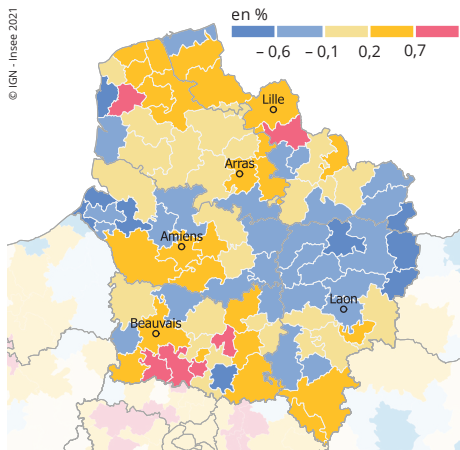 © IGN - Insee 2021
en %
– 0,6 – 0,1 0,2 0,7
Lille
Arras
Amiens
Laon
Beauvais